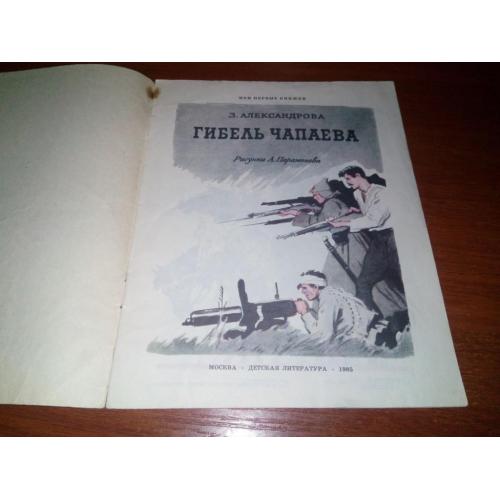 МОИ ПЕРВЫЕ КНИЖКИ
З. АЛЕКСАНДРОВА
ГИБЕЛЬ ЧАПАЕВА
Рисунки А. Парамонова
МОСКВА · ДЕТСКАЯ ЛИТЕРАТУРА · 1985